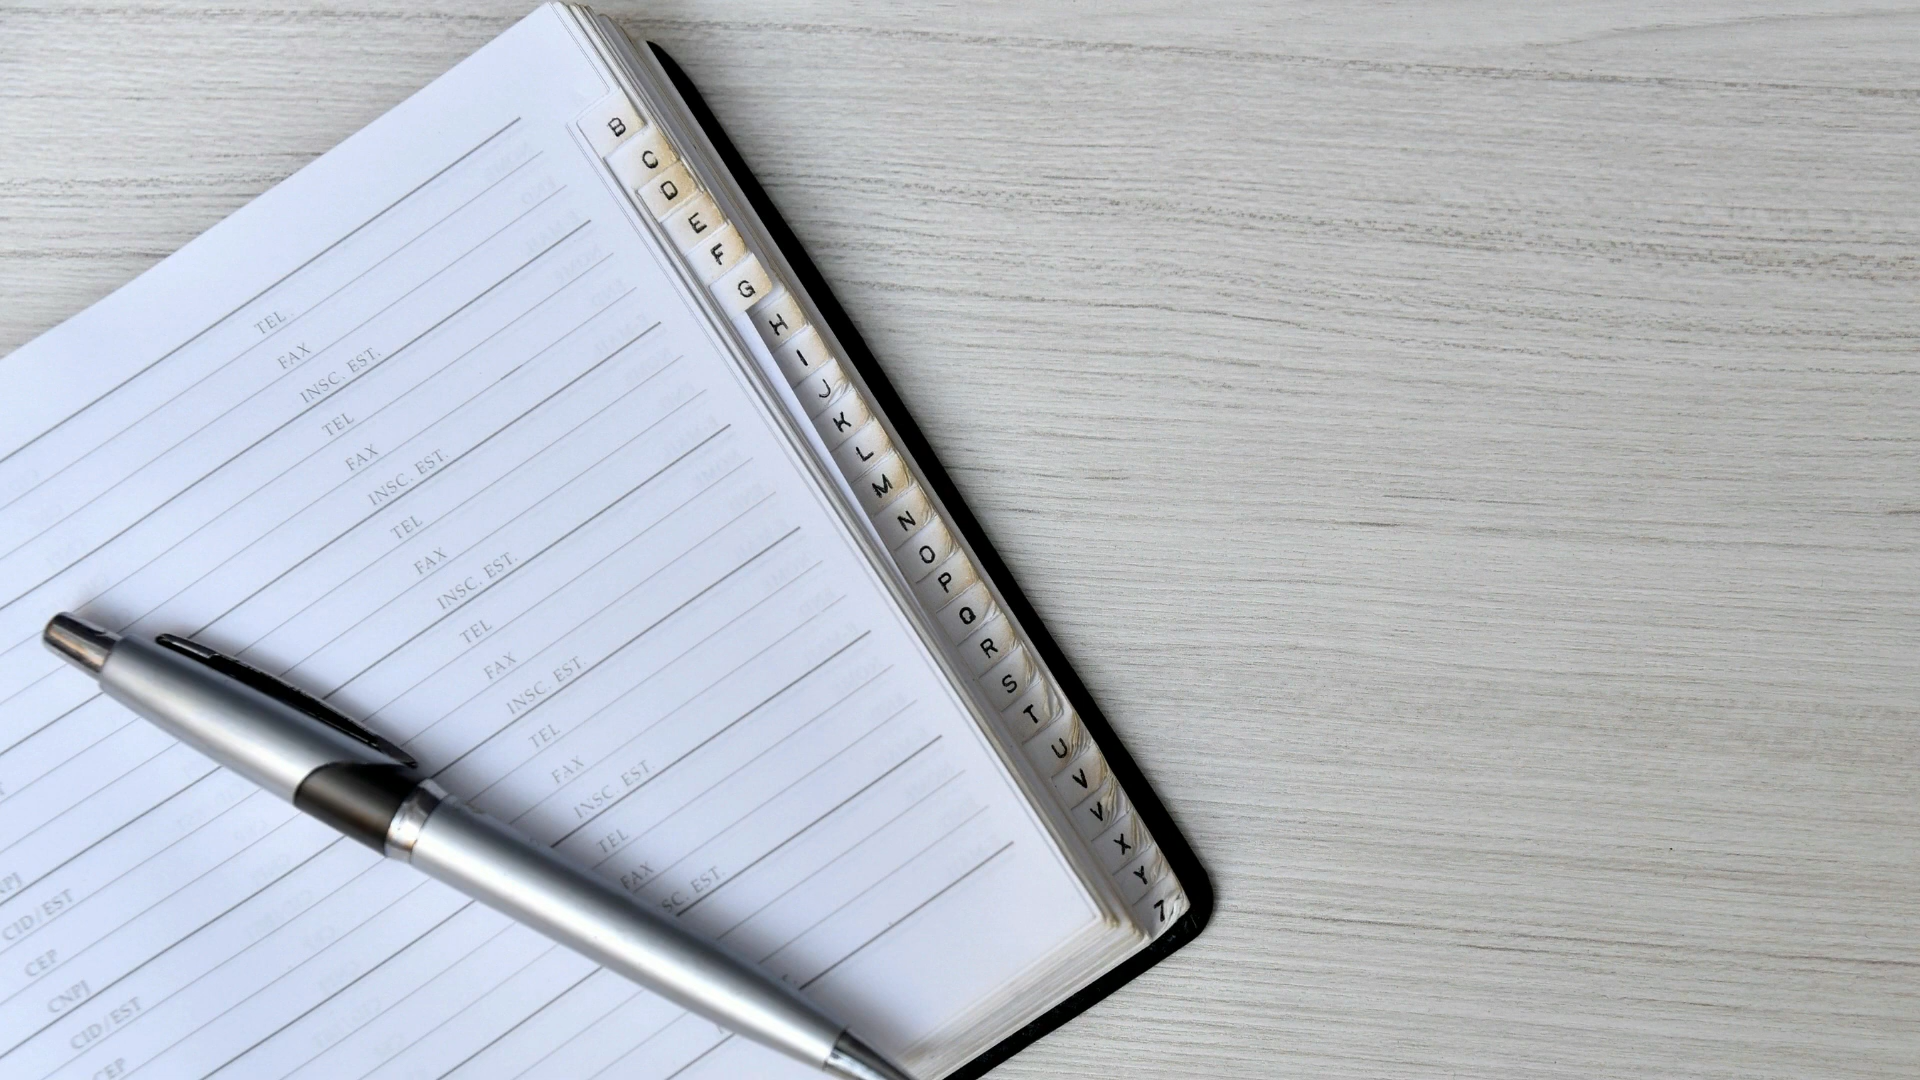 TEL.
FAX
INSC. EST.
TEL
FAX
INSC. EST.
TEL
FAX
INSC. EST.
TEL
FAX
INSC. EST.
TEL
FAX
INSC. EST.
TEL
FAX
SC. EST.
CID/EST
CEP
CNPJ
CID/EST
CEP
B
C
D
E
F
G
H
I
J
K
L
M
N
O
P
Q
R
S
T
U
V
X
Y